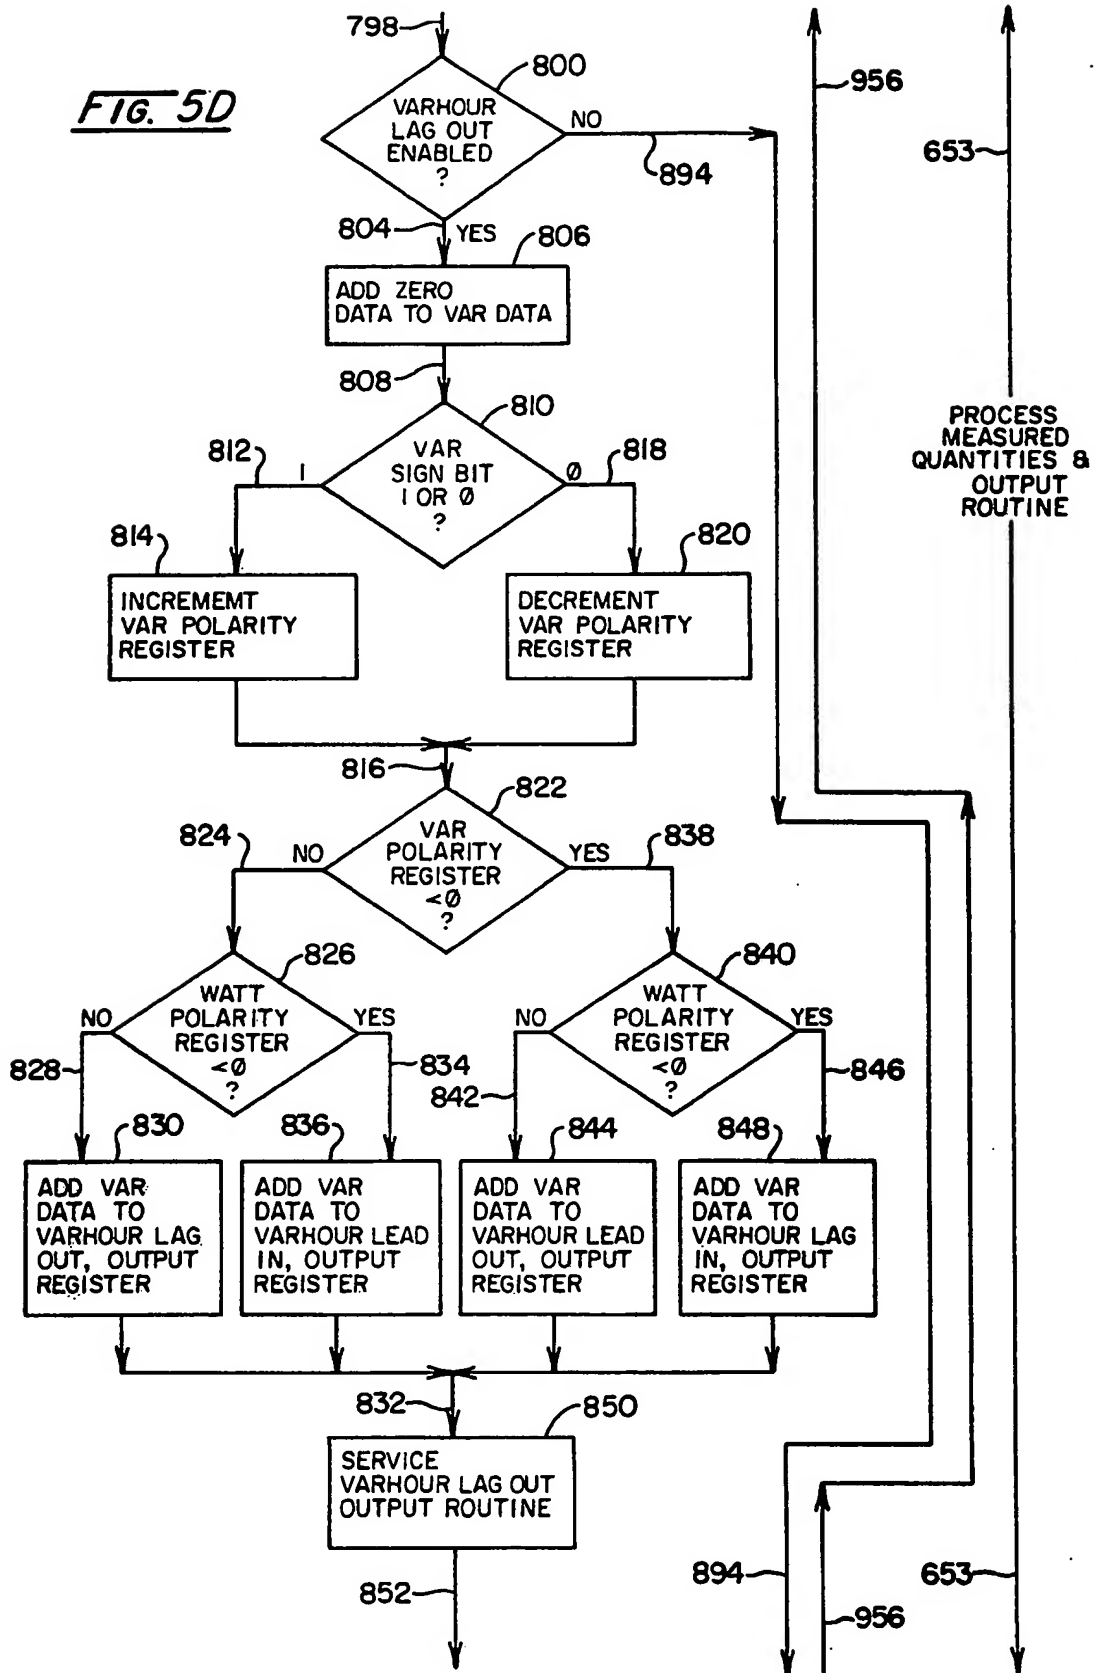 798
800
956
FIG. 5D
VARHOUR
LAG OUT
ENABLED
?
NO
894
653
804
YES
806
ADD ZERO
DATA TO VAR DATA
808
810
812
1
VAR
SIGN BIT
1 OR Ø
?
Ø
818
PROCESS
MEASURED
QUANTITIES &
OUTPUT
ROUTINE
814
820
INCREMEMT
VAR POLARITY
REGISTER
DECREMENT
VAR POLARITY
REGISTER
816
822
824
NO
VAR
POLARITY
REGISTER
<Ø
?
YES
838
826
840
NO
WATT
POLARITY
REGISTER
<Ø
?
YES
NO
WATT
POLARITY
REGISTER
<Ø
?
YES
828
834
842
846
830
836
844
848
ADD VAR
DATA TO
VARHOUR LAG
OUT, OUTPUT
REGISTER
ADD VAR
DATA TO
VARHOUR LEAD
IN, OUTPUT
REGISTER
ADD VAR
DATA TO
VARHOUR LEAD
OUT, OUTPUT
REGISTER
ADD VAR
DATA TO
VARHOUR LAG
IN, OUTPUT
REGISTER
832
850
SERVICE
VARHOUR LAG OUT
OUTPUT ROUTINE
852
894
653
956